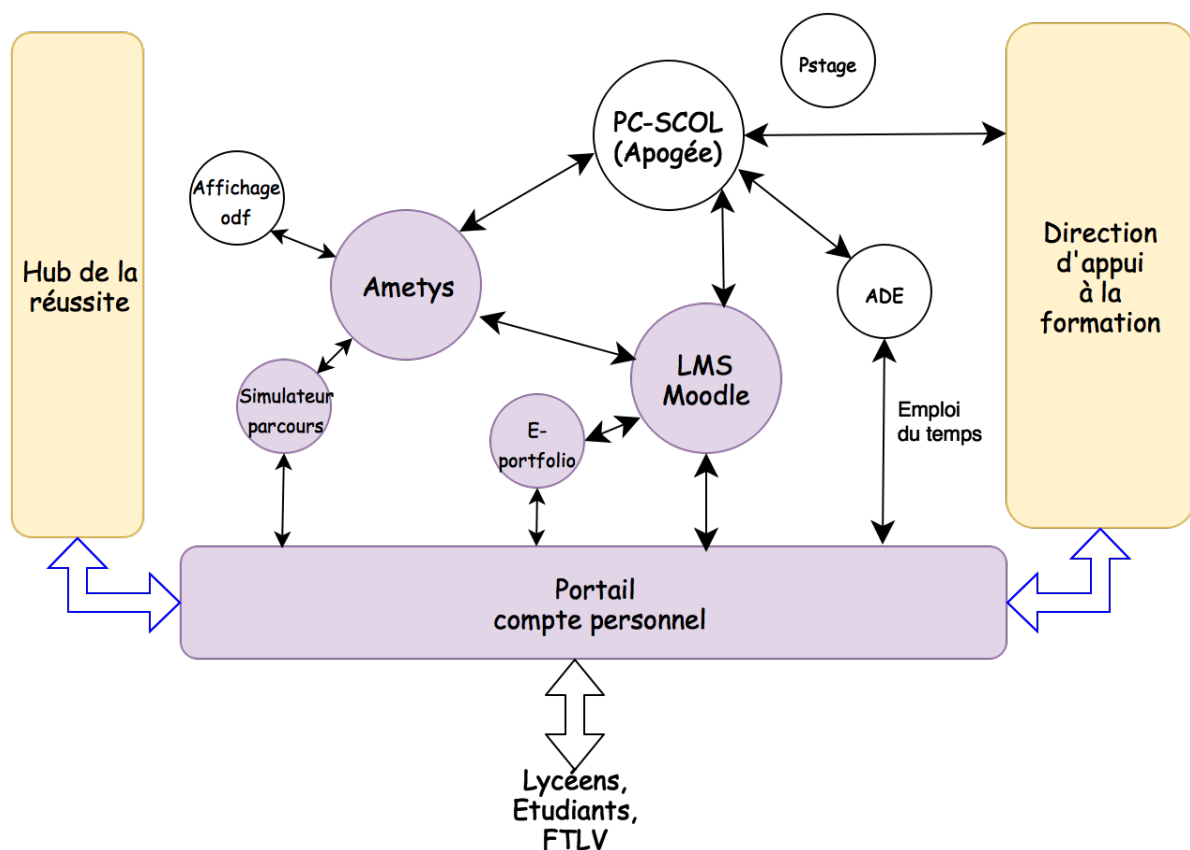 Pstage
PC-SCOL
(Apogée)
Affichage
odf
Hub de la
réussite
Ametys
Direction
d'appui
à la
formation
ADE
LMS
Moodle
Simulateur
parcours
E-
portfolio
Emploi
du temps
Portail
compte personnel
Lycéens,
Etudiants,
FTLV